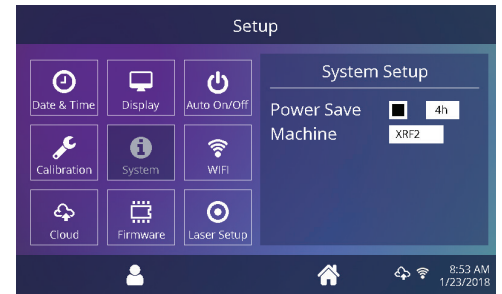 Setup
Date & Time
Display
Auto On/Off
Calibration
System
WIFI
Cloud
Firmware
Laser Setup
System Setup
Power Save 4h
Machine XRF2
8:53 AM
1/23/2018